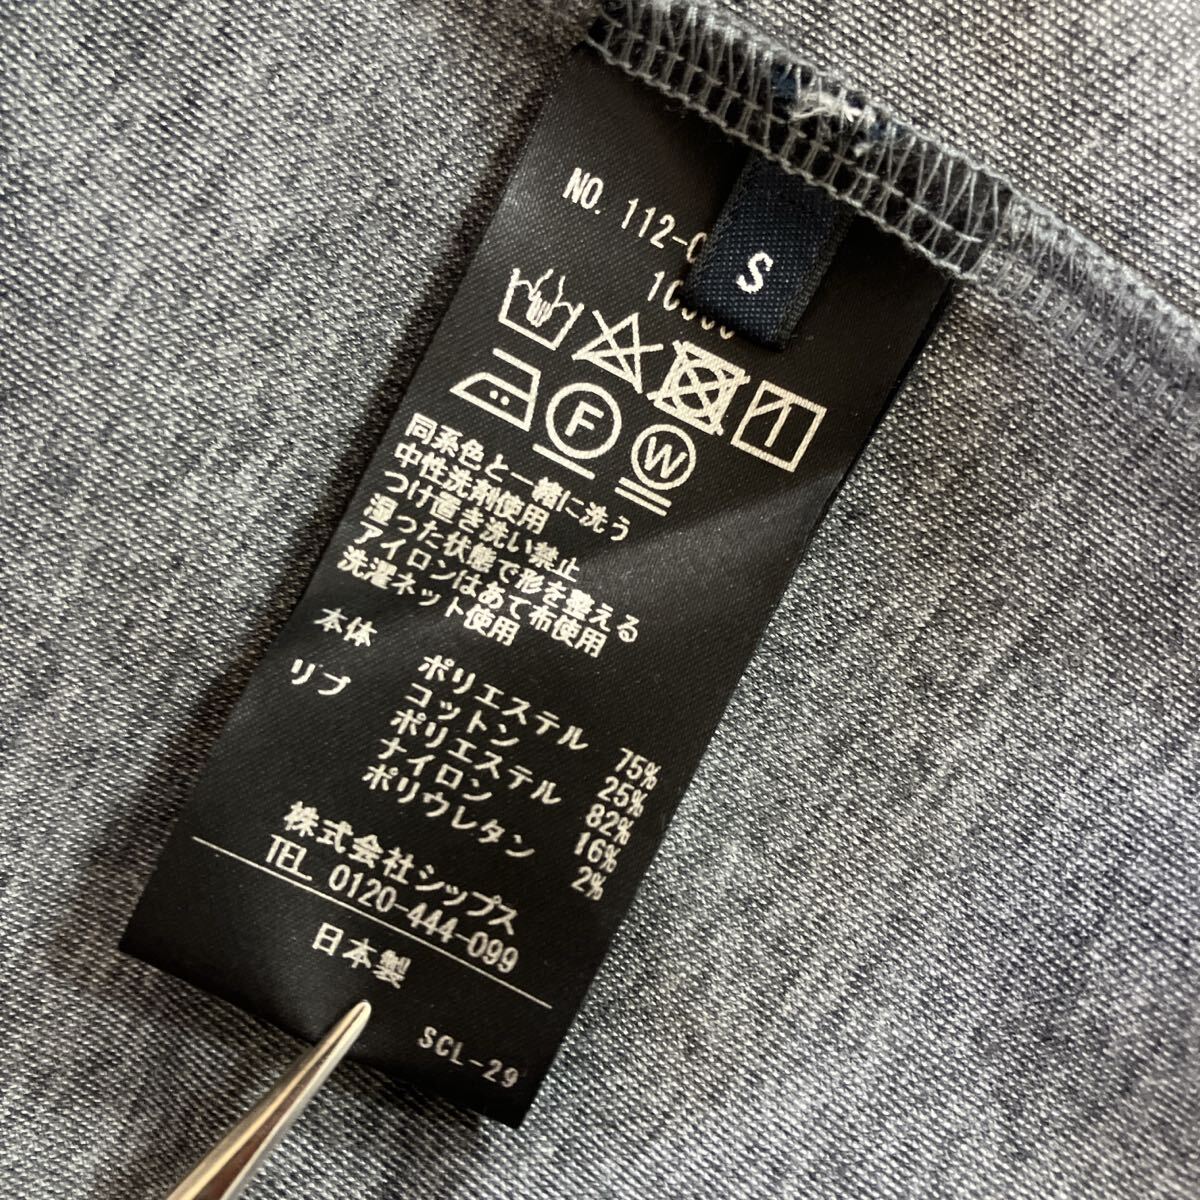 NO. 112-
S
F
W
同系色と一緒に洗う
中性洗剤使用
つけ置き洗い禁止
湿った状態で形を整える
アイロンはあて布使用
洗濯ネット使用
本体 ポリエステル 75%
コットン 25%
リブ ポリエステル 82%
ナイロン 16%
ポリウレタン 2%
株式会社シップス
TEL 0120-444-099
日本製
SCL-29